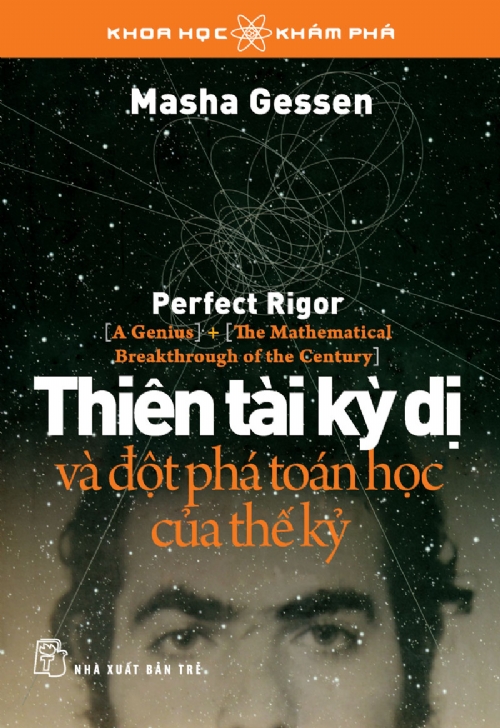 KHOA HỌC KHÁM PHÁ
Masha Gessen
Perfect Rigor
[A Genius] + [The Mathematical
Breakthrough of the Century]
Thiên tài kỳ dị
và đột phá toán học
của thế kỷ
NHÀ XUẤT BẢN TRẺ